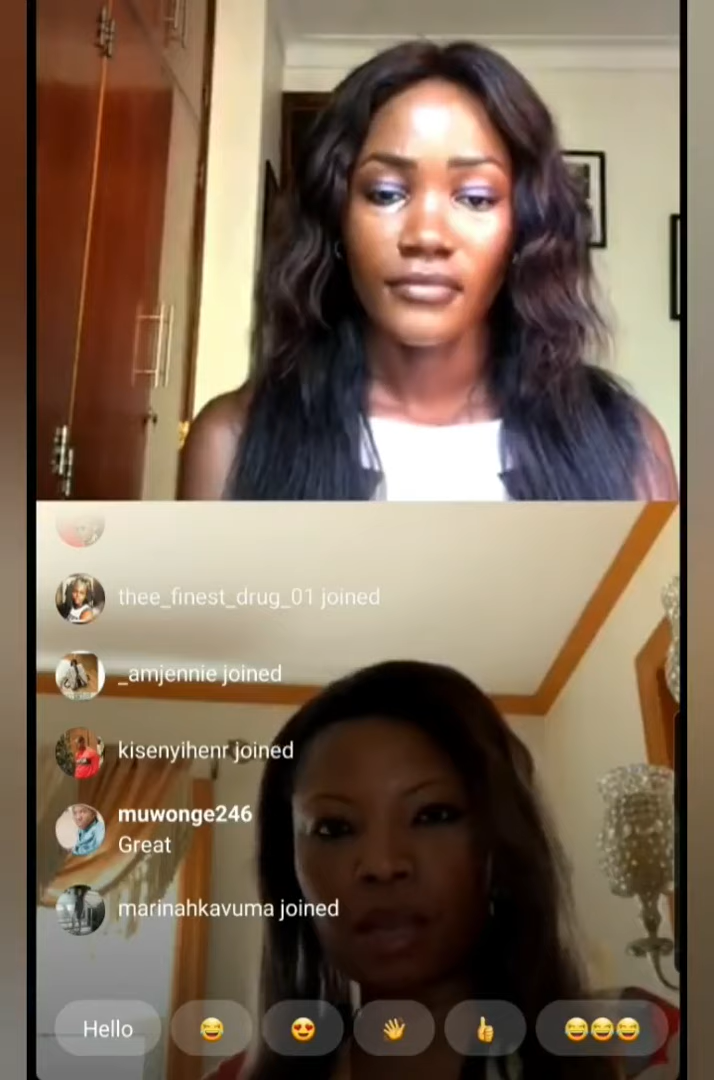 thee_finest_drug_01 joined
_amjennie joined
kisenyihenr joined
muwonge246
Great
marinahkavuma joined
Hello